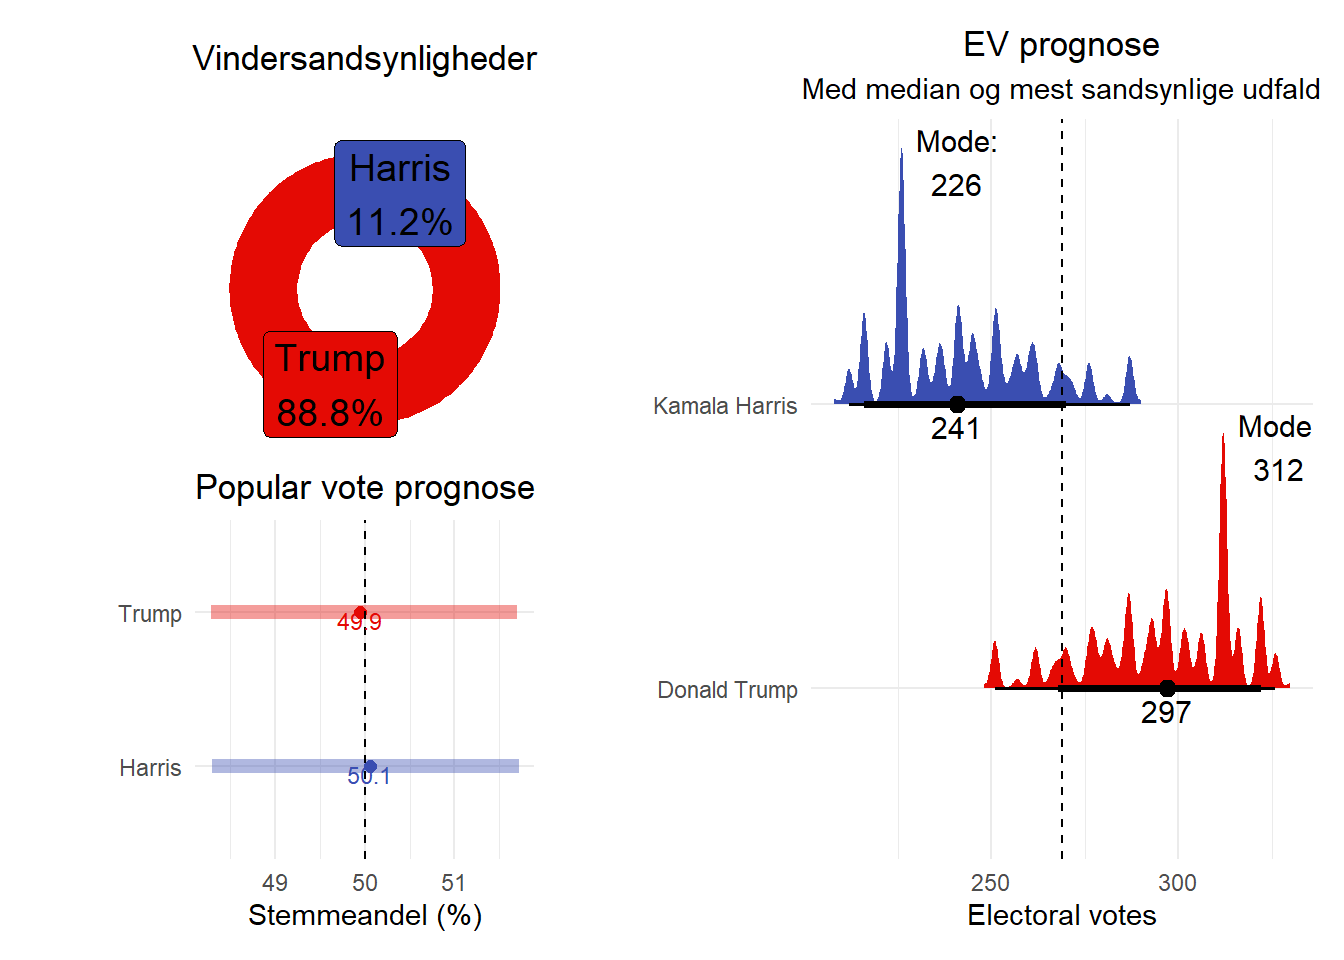 Vindersandsynligheder
Harris
11.2%
Trump
88.8%
Popular vote prognose
Trump
49.9
Harris
50.1
49 50 51
Stemmeandel (%)
EV prognose
Med median og mest sandsynlige udfald
Mode:
226
Kamala Harris
241
Mode
312
Donald Trump
297
250 300
Electoral votes